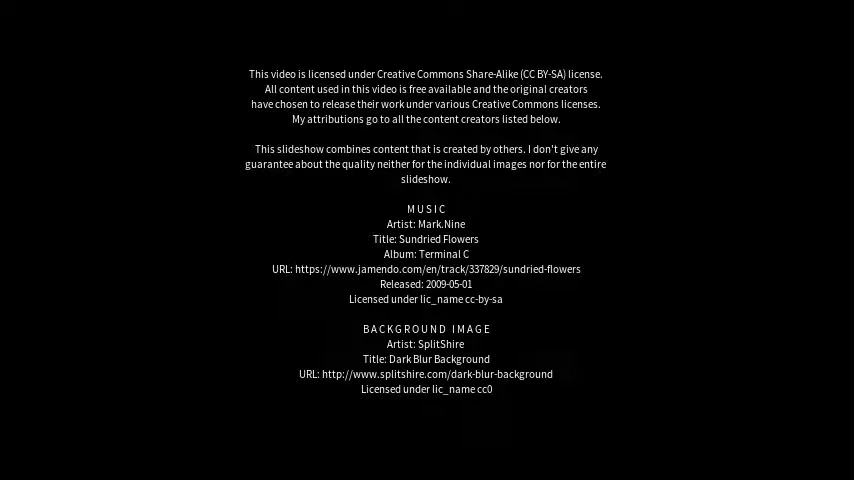 This video is licensed under Creative Commons Share-Alike (CC BY-SA) license.
All content used in this video is free available and the original creators
have chosen to release their work under various Creative Commons licenses.
My attributions go to all the content creators listed below.
This slideshow combines content that is created by others. I don't give any
guarantee about the quality neither for the individual images nor for the entire
slideshow.
MUSIC
Artist: Mark.Nine
Title: Sundried Flowers
Album: Terminal C
URL: https://www.jamendo.com/en/track/337829/sundried-flowers
Released: 2009-05-01
Licensed under lic_name cc-by-sa
BACKGROUND IMAGE
Artist: SplitShire
Title: Dark Blur Background
URL: http://www.splitshire.com/dark-blur-background
Licensed under lic_name cc0